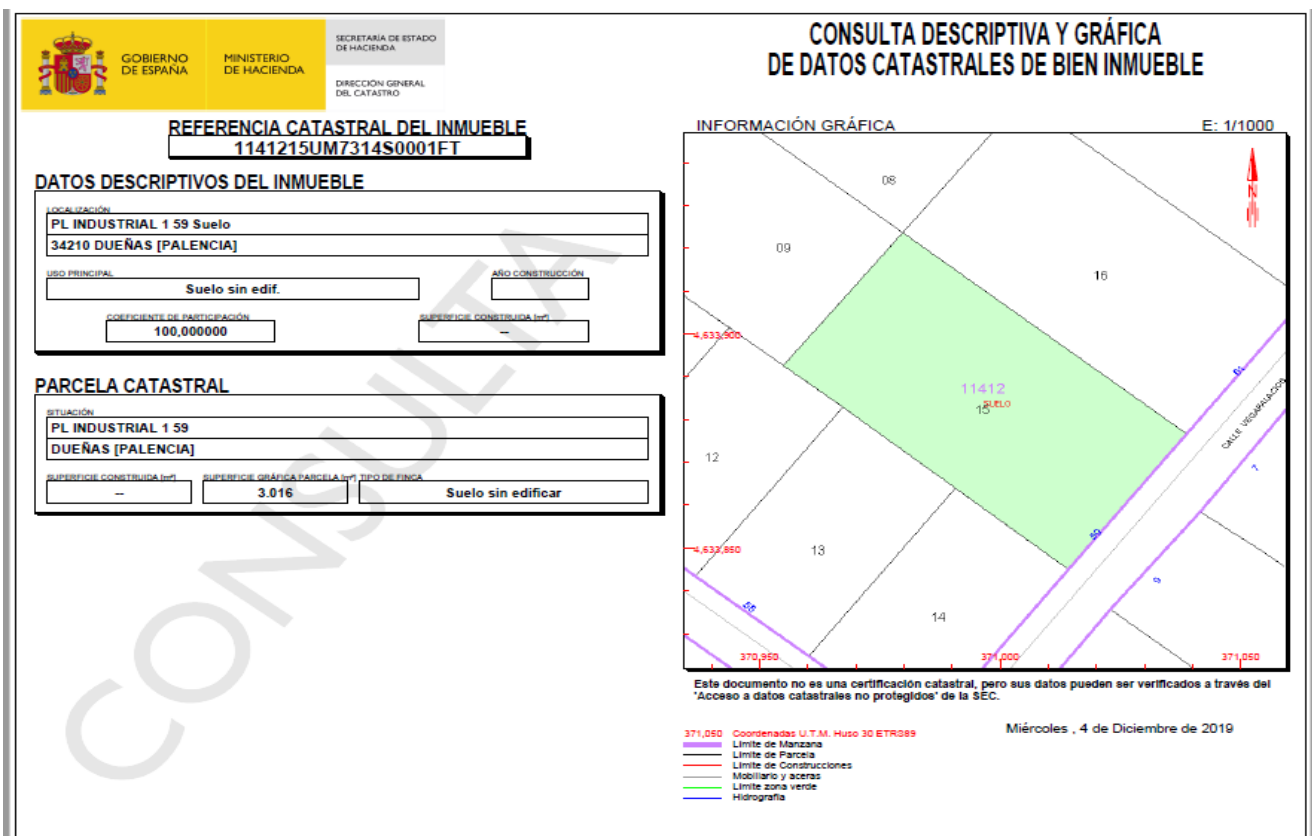 GOBIERNO
DE ESPAÑA
MINISTERIO
DE HACIENDA
SECRETARÍA DE ESTADO
DE HACIENDA
DIRECCIÓN GENERAL
DEL CATASTRO
CONSULTA DESCRIPTIVA Y GRÁFICA
DE DATOS CATASTRALES DE BIEN INMUEBLE
REFERENCIA CATASTRAL DEL INMUEBLE
1141215UM7314S0001FT
DATOS DESCRIPTIVOS DEL INMUEBLE
LOCALIZACIÓN
PL INDUSTRIAL 1 59 Suelo
34210 DUEÑAS [PALENCIA]
USO PRINCIPAL
Suelo sin edif.
AÑO CONSTRUCCIÓN
COEFICIENTE DE PARTICIPACIÓN
100,000000
SUPERFICIE CONSTRUIDA [m²]
--
PARCELA CATASTRAL
SITUACIÓN
PL INDUSTRIAL 1 59
DUEÑAS [PALENCIA]
SUPERFICIE CONSTRUIDA [m²]
--
SUPERFICIE GRÁFICA PARCELA [m²]
3.016
TIPO DE FINCA
Suelo sin edificar
CONSULTA
INFORMACIÓN GRÁFICA E: 1/1000
N
08
09
16
4,633,900
61
11412
SUELO
15
CALLE VEGAPALACIOS
12
7
59
4,633,850
13
9
55
14
370,950
371,000
371,050
Este documento no es una certificación catastral, pero sus datos pueden ser verificados a través del
'Acceso a datos catastrales no protegidos' de la SEC.
Miércoles , 4 de Diciembre de 2019
371,050 Coordenadas U.T.M. Huso 30 ETRS89
Límite de Manzana
Límite de Parcela
Límite de Construcciones
Mobiliario y aceras
Límite zona verde
Hidrografía